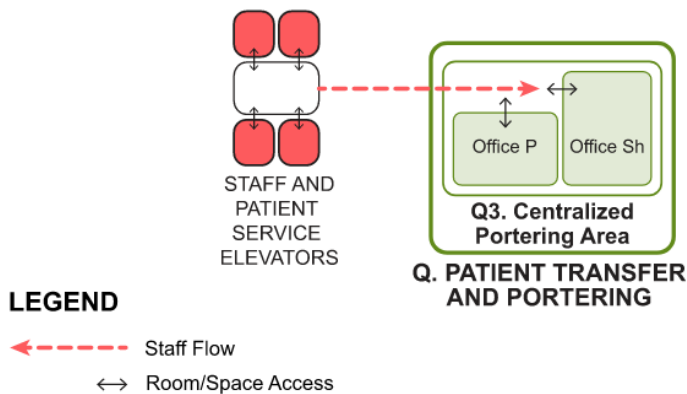 Office P
Office Sh
STAFF AND
PATIENT
SERVICE
ELEVATORS
Q3. Centralized
Portering Area
Q. PATIENT TRANSFER
AND PORTERING
LEGEND
Staff Flow
Room/Space Access